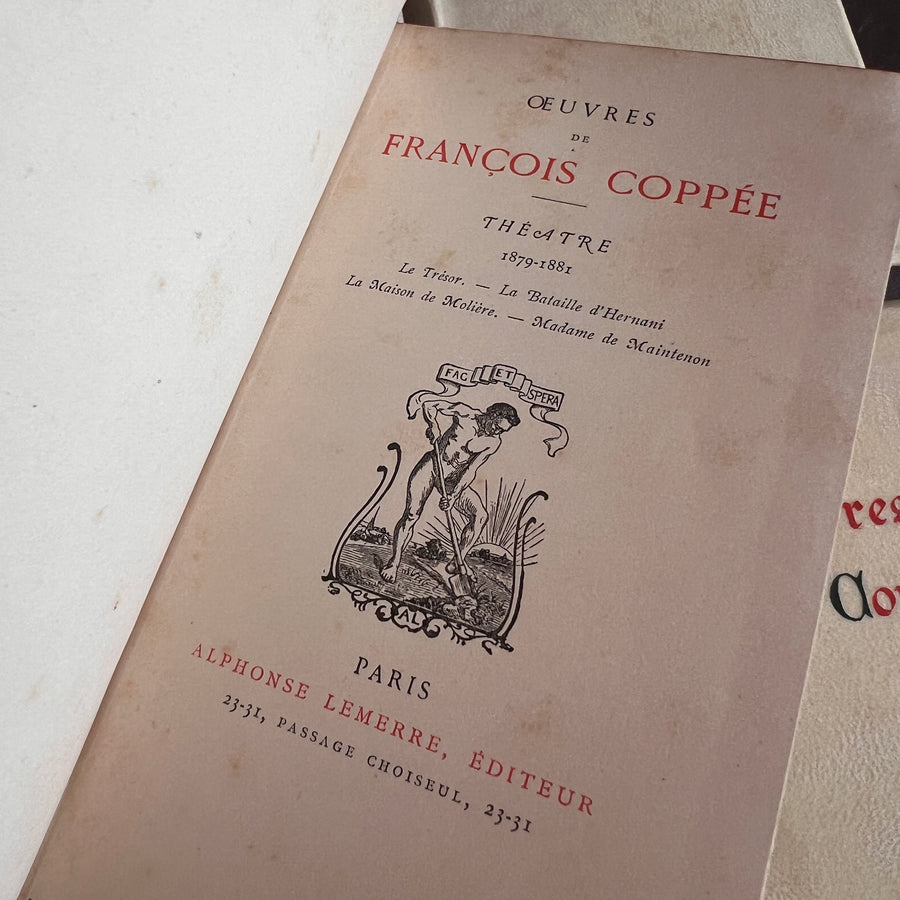 ŒUVRES
DE
FRANÇOIS COPPÉE
THÉATRE
1879-1881
Le Trésor. — La Bataille d'Hernani
La Maison de Molière. — Madame de Maintenon
FAC ET SPERA
AL
PARIS
ALPHONSE LEMERRE, ÉDITEUR
23-31, PASSAGE CHOISEUL, 23-31